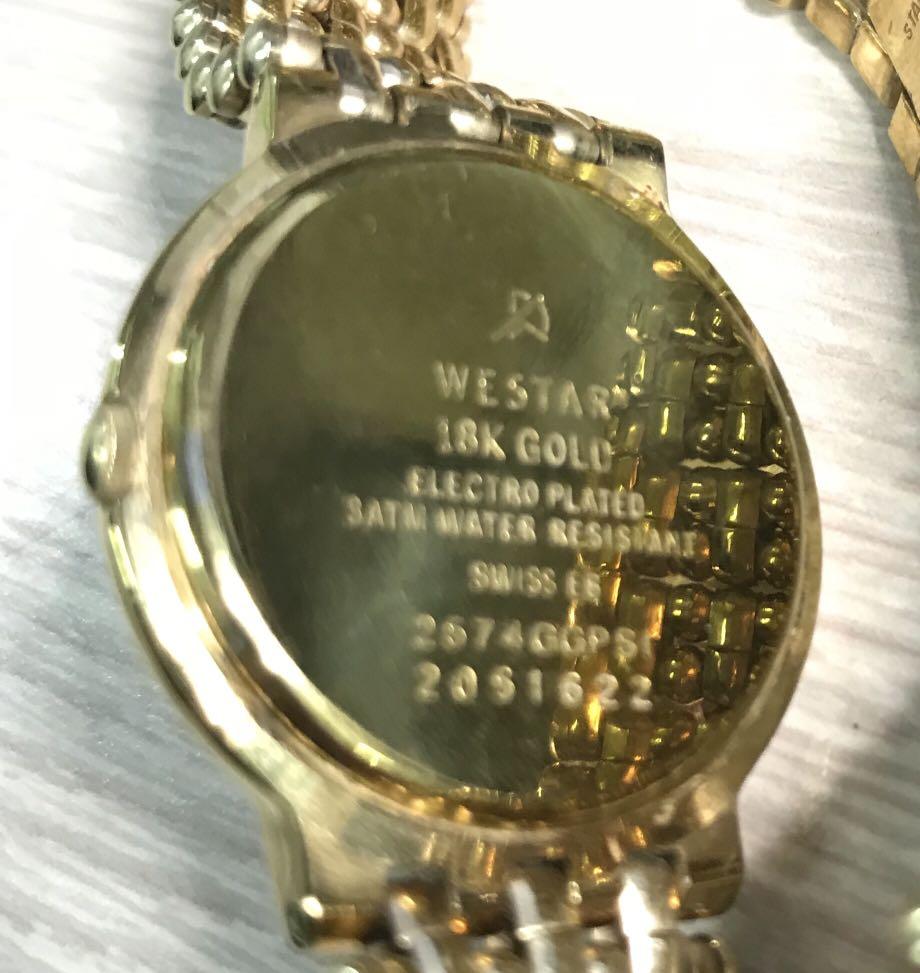 WESTAR
18K GOLD
ELECTRO PLATED
3ATM WATER RESISTANT
SWISS
2674GGPSI
2061622